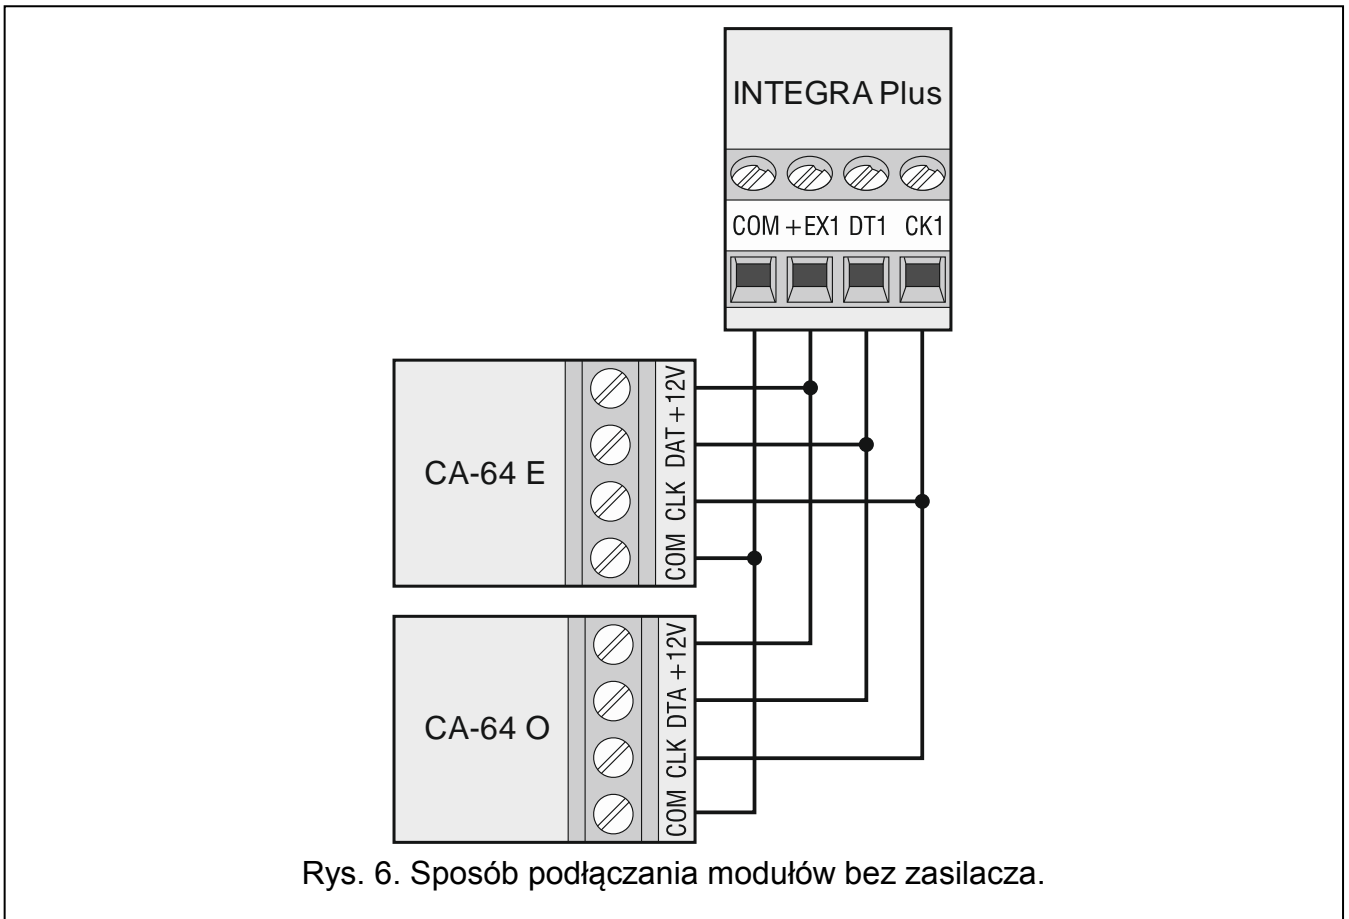 INTEGRA Plus
COM +EX1 DT1 CK1
CA-64 E
+12V
DAT
CLK
COM
CA-64 O
+12V
DTA
CLK
COM
Rys. 6. Sposób podłączania modułów bez zasilacza.